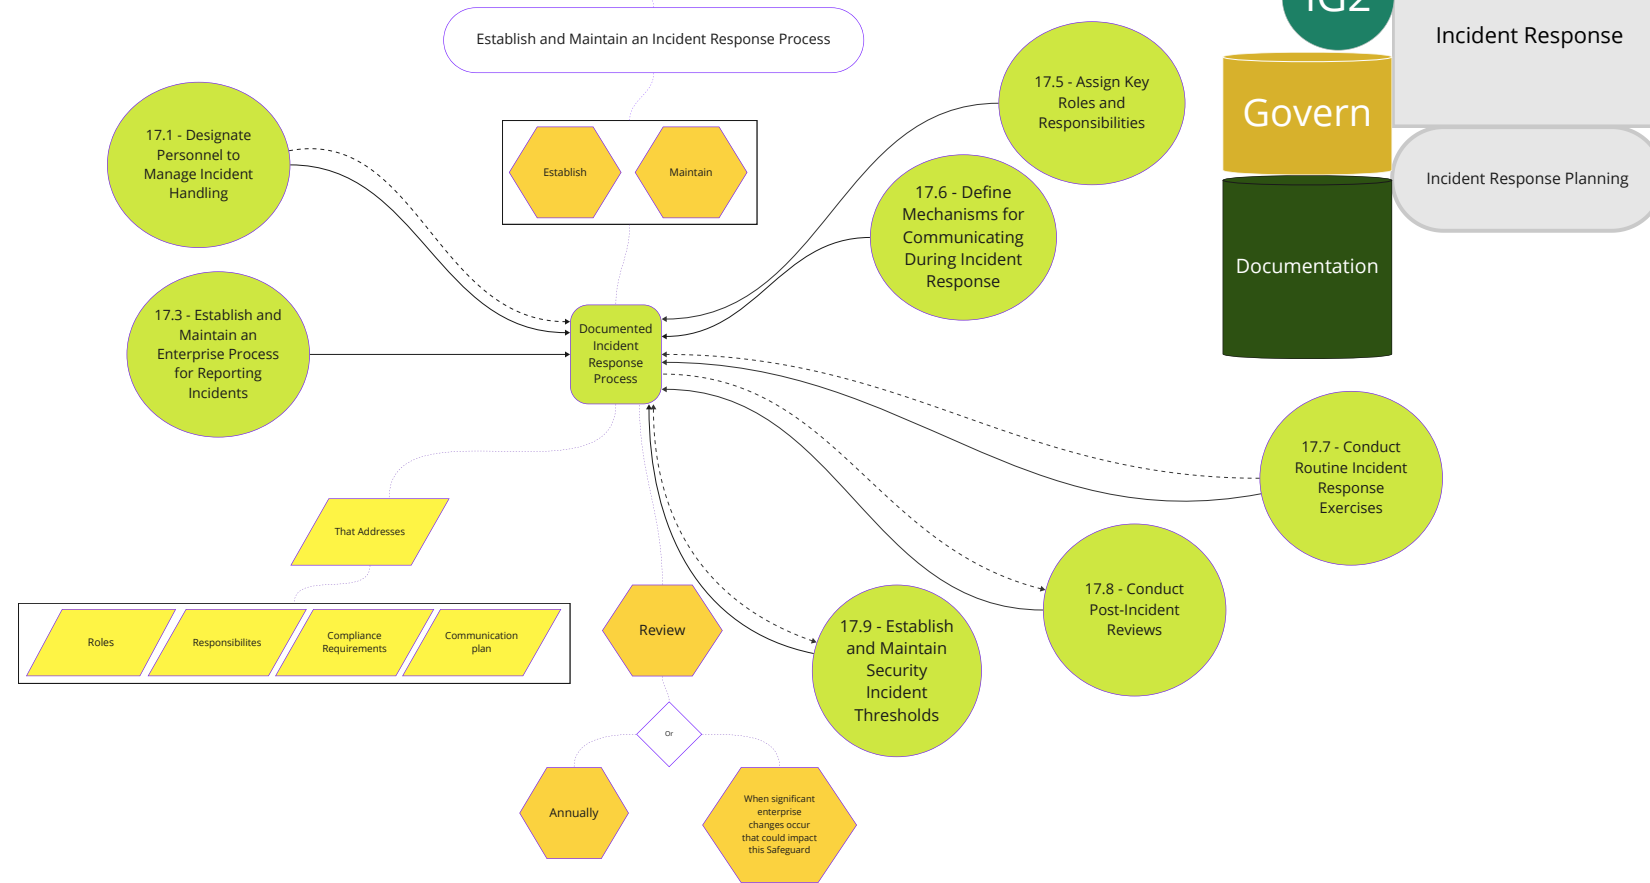 Establish and Maintain an Incident Response Process
IG2
Incident Response
Govern
Incident Response Planning
Documentation
17.1 - Designate
Personnel to
Manage Incident
Handling
Establish
Maintain
17.5 - Assign Key
Roles and
Responsibilities
17.6 - Define
Mechanisms for
Communicating
During Incident
Response
17.3 - Establish and
Maintain an
Enterprise Process
for Reporting
Incidents
Documented
Incident
Response
Process
17.7 - Conduct
Routine Incident
Response
Exercises
That Addresses
Roles
Responsibilites
Compliance
Requirements
Communication
plan
Review
17.9 - Establish
and Maintain
Security
Incident
Thresholds
17.8 - Conduct
Post-Incident
Reviews
Or
Annually
When significant
enterprise
changes occur
that could impact
this Safeguard